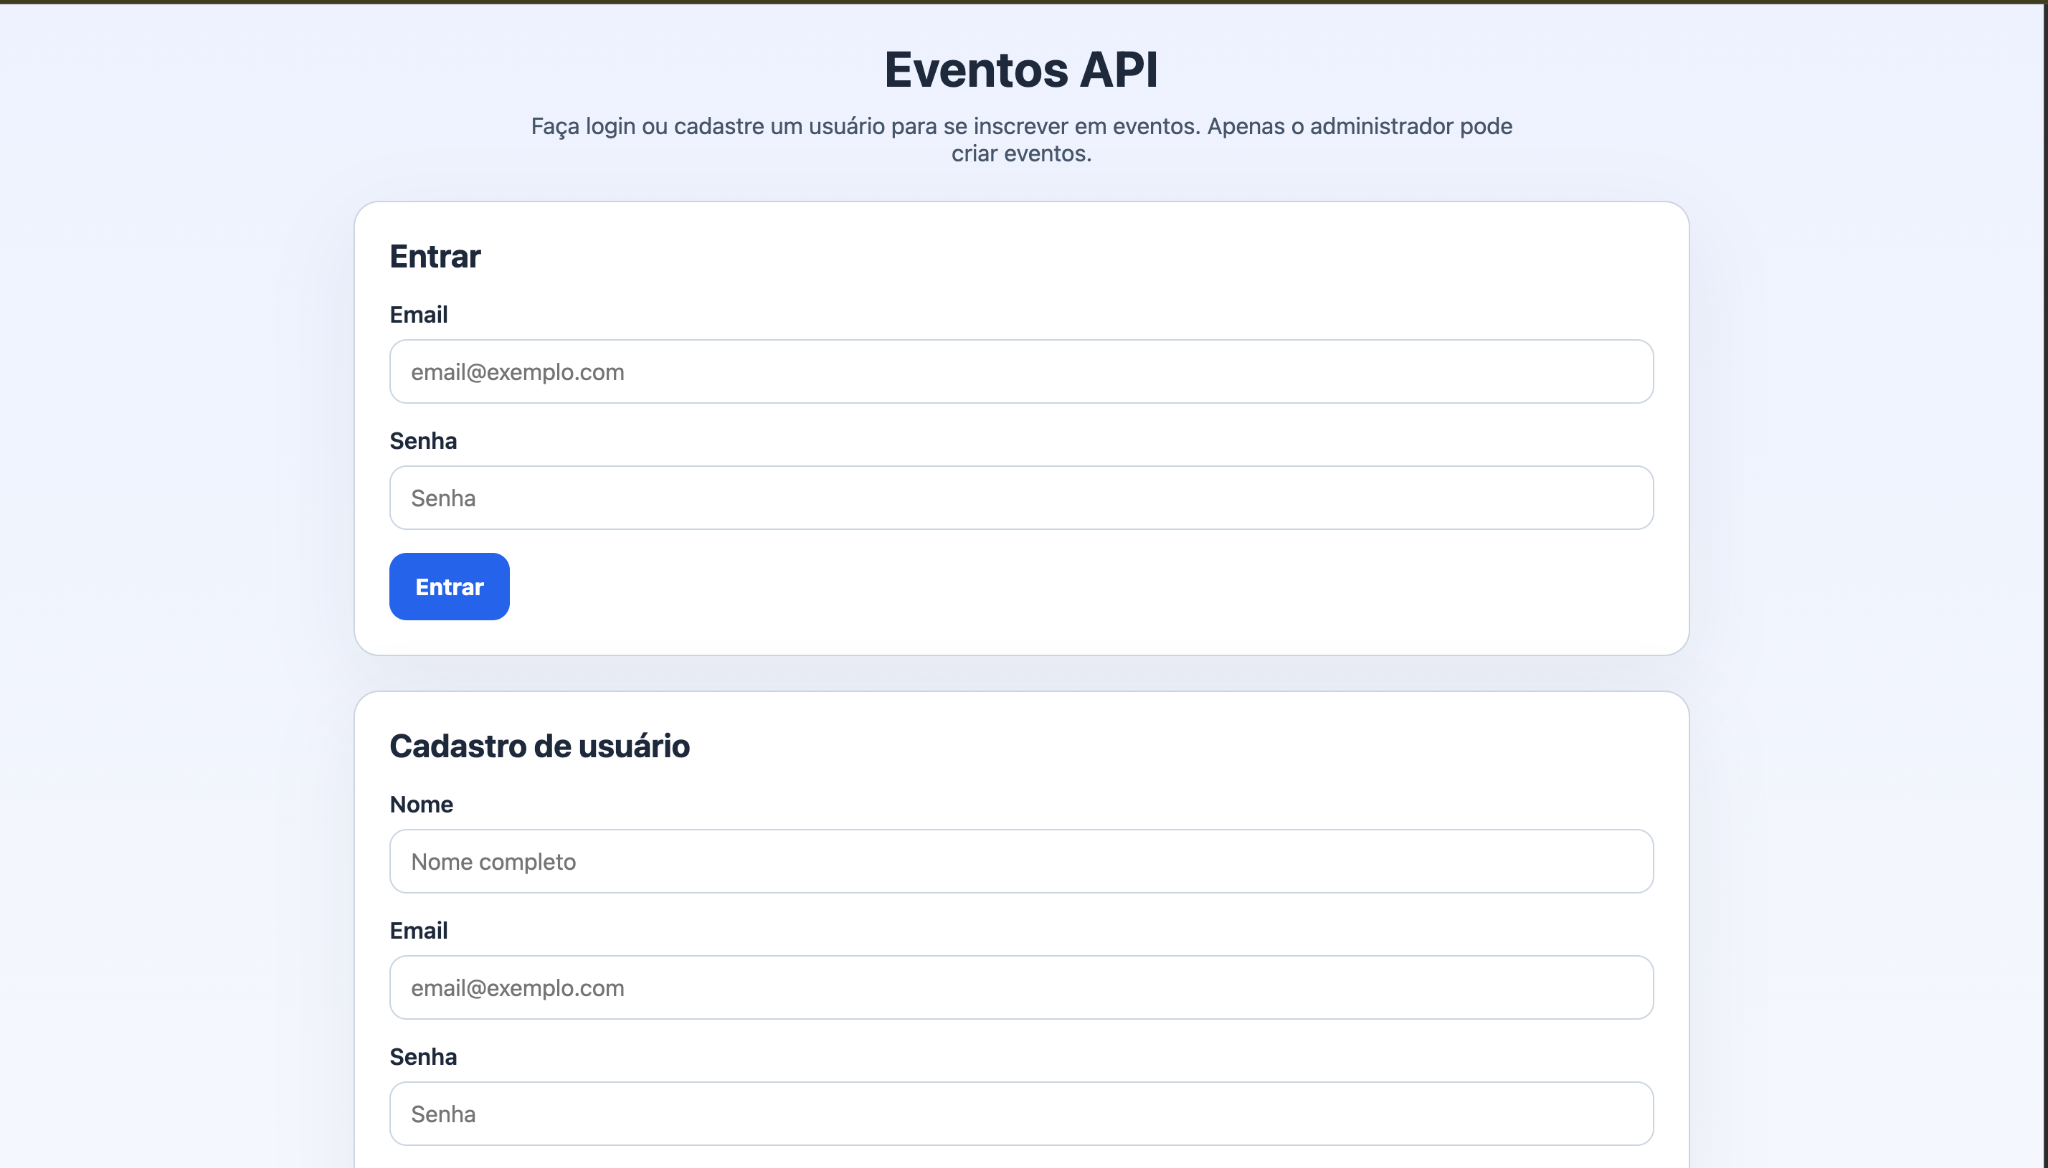 Eventos API
Faça login ou cadastre um usuário para se inscrever em eventos. Apenas o administrador pode
criar eventos.
Entrar
Email
email@exemplo.com
Senha
Senha
Entrar
Cadastro de usuário
Nome
Nome completo
Email
email@exemplo.com
Senha
Senha